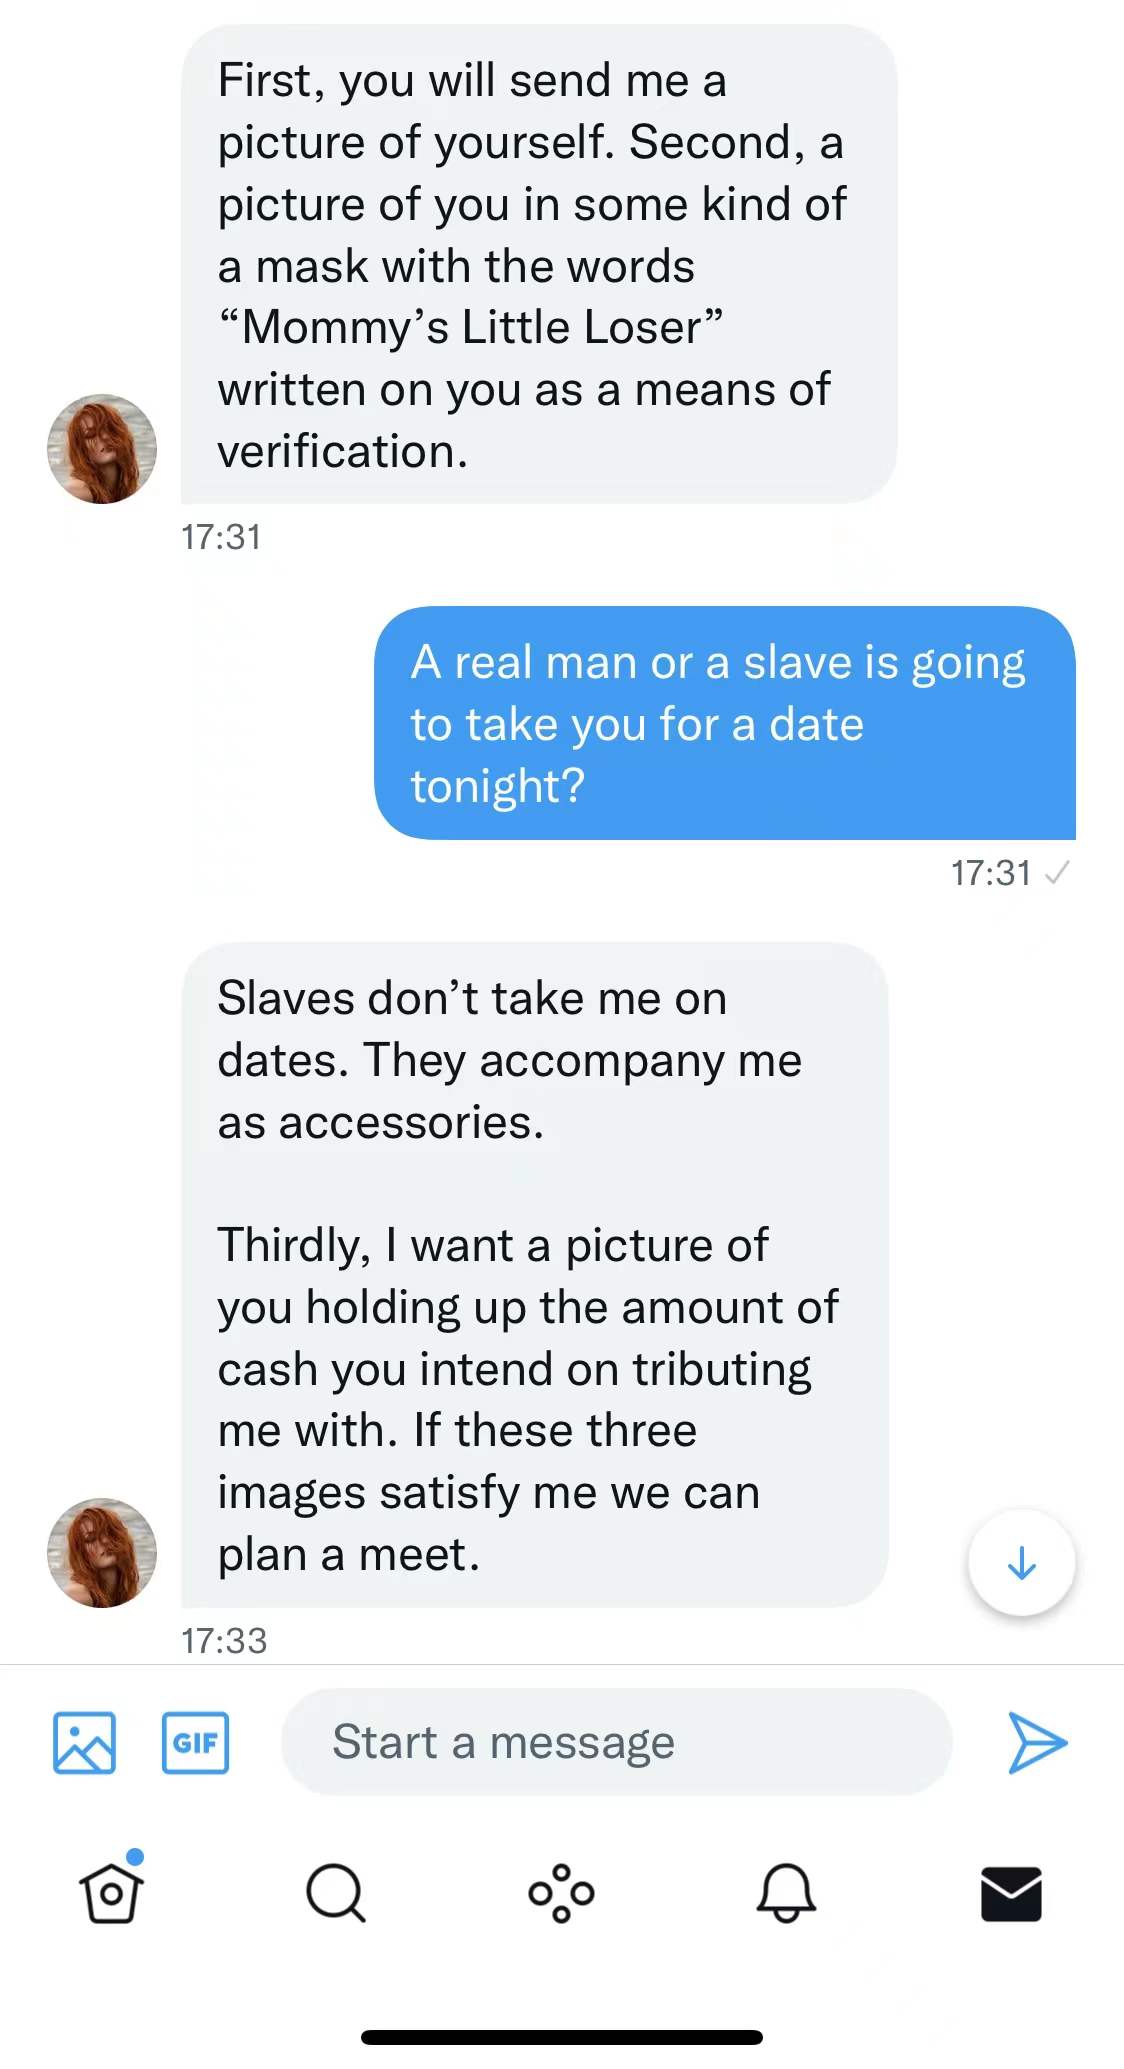 First, you will send me a
picture of yourself. Second, a
picture of you in some kind of
a mask with the words
“Mommy’s Little Loser”
written on you as a means of
verification.
17:31
A real man or a slave is going
to take you for a date
tonight?
17:31
Slaves don’t take me on
dates. They accompany me
as accessories.
Thirdly, I want a picture of
you holding up the amount of
cash you intend on tributing
me with. If these three
images satisfy me we can
plan a meet.
17:33
GIF
Start a message